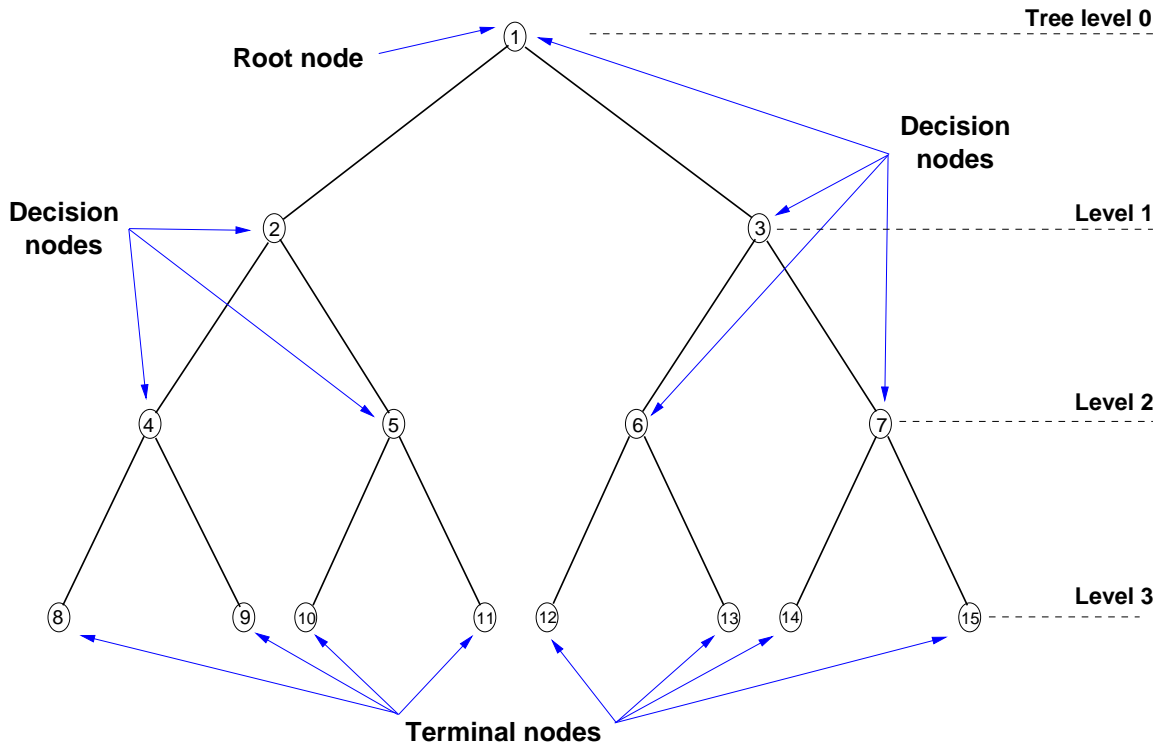 Tree level 0
1
Root node
Decision
nodes
Decision
nodes
Level 1
2
3
Level 2
4
5
6
7
Level 3
8
9
10
11
12
13
14
15
Terminal nodes